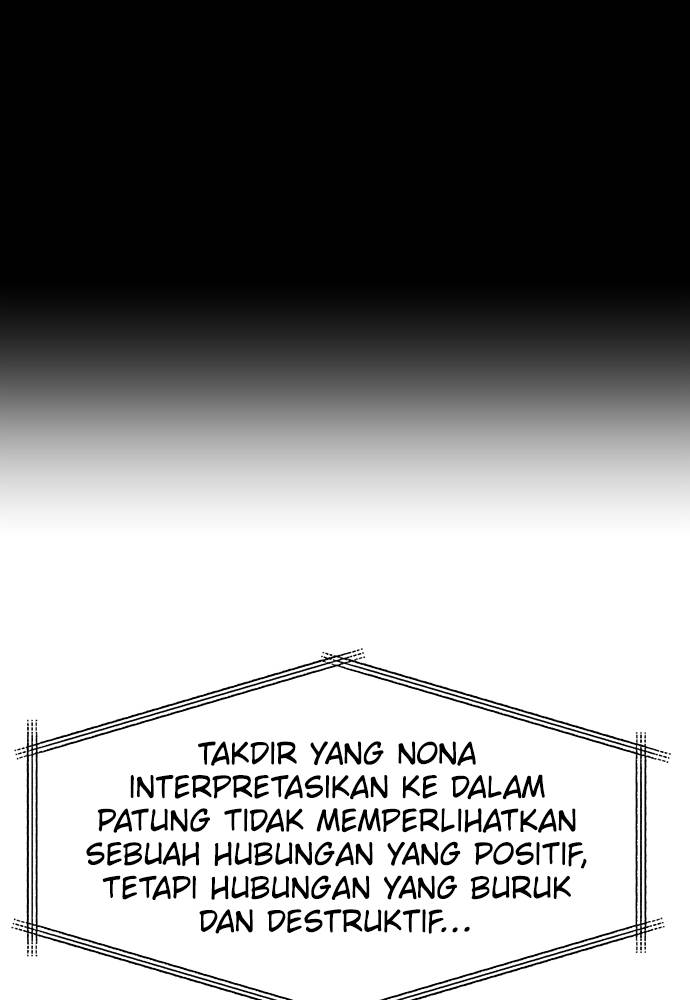 TAKDIR YANG NONA
INTERPRETASIKAN KE DALAM
PATUNG TIDAK MEMPERLIHATKAN
SEBUAH HUBUNGAN YANG POSITIF,
TETAPI HUBUNGAN YANG BURUK
DAN DESTRUKTIF...